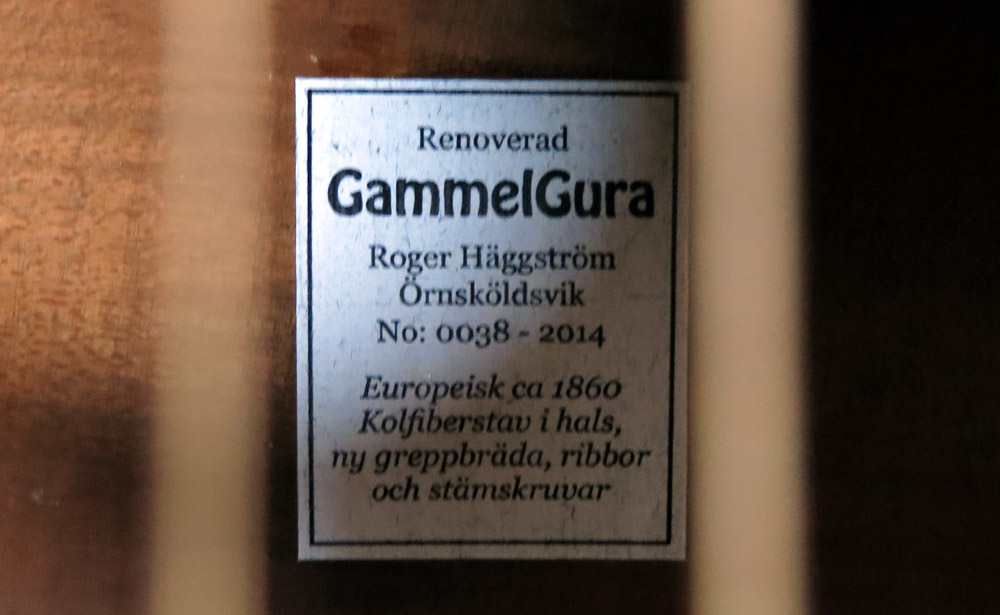 Renoverad
GammelGura
Roger Häggström
Örnsköldsvik
No: 0038 - 2014
Europeisk ca 1860
Kolfiberstav i hals,
ny greppbräda, ribbor
och stämskruvar